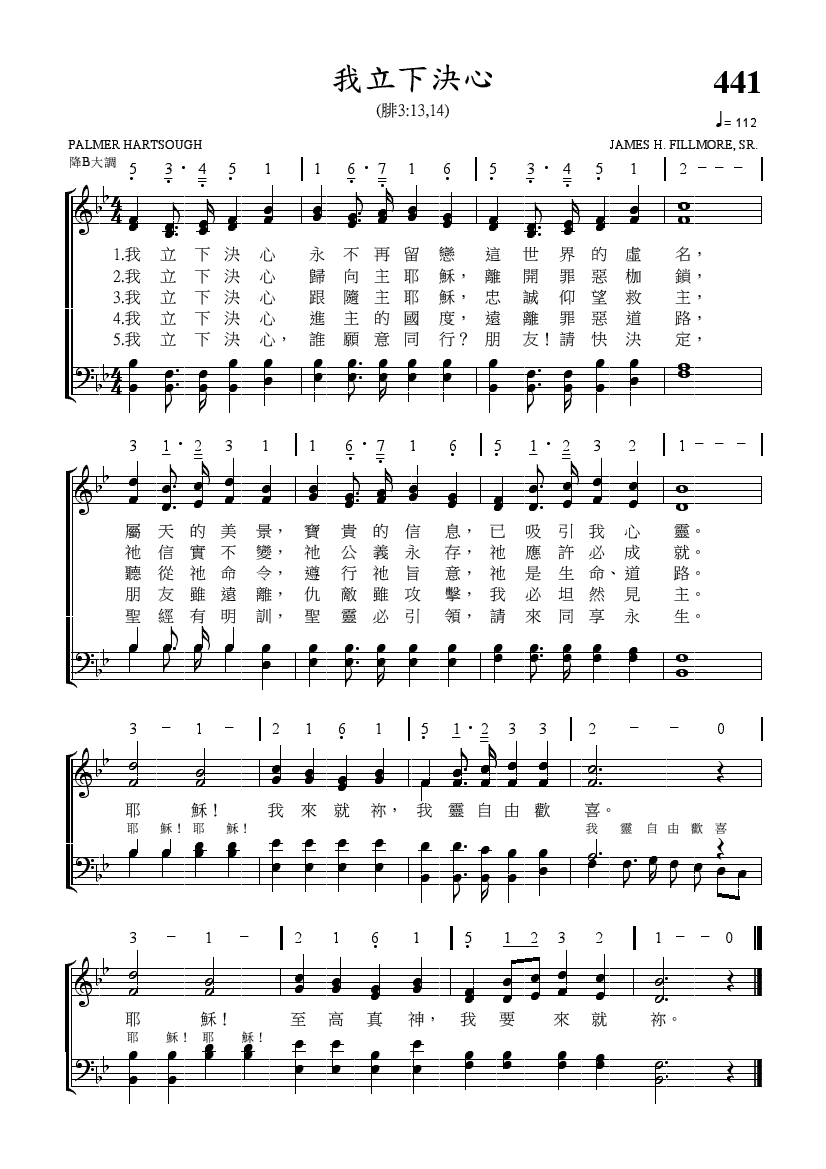 我立下決心
441
(腓3:13,14)
♩= 112
PALMER HARTSOUGH
JAMES H. FILLMORE, SR.
降B大調
5 3· 4 5 1 | 1 6· 7 1 6 | 5 3· 4 5 1 | 2 − − − |
1.我立下決心 永不再留戀 這世界的虛名,
2.我立下決心 歸向主耶穌, 離開罪惡枷鎖,
3.我立下決心 跟隨主耶穌, 忠誠仰望救主,
4.我立下決心 進主的國度, 遠離罪惡道路,
5.我立下決心, 誰願意同行? 朋友!請快決定,
3 1· 2 3 1 | 1 6· 7 1 6 | 5 1· 2 3 2 | 1 − − − |
屬天的美景, 寶貴的信息, 已吸引我心靈。
祂信實不變, 祂公義永存, 祂應許必成就。
聽從祂命令, 遵行祂旨意, 祂是生命、道路。
朋友雖遠離, 仇敵雖攻擊, 我必坦然見主。
聖經有明訓, 聖靈必引領, 請來同享永生。
3 − 1 − | 2 1 6 1 | 5 1· 2 3 3 | 2 − − 0 |
耶 穌! 我來就祢, 我靈自由歡 喜。
耶 穌! 耶 穌! 我 靈 自 由 歡 喜
3 − 1 − | 2 1 6 1 | 5 1 2 3 2 | 1 − 0
耶 穌! 至高真神, 我要來就祢。
耶 穌! 耶 穌!